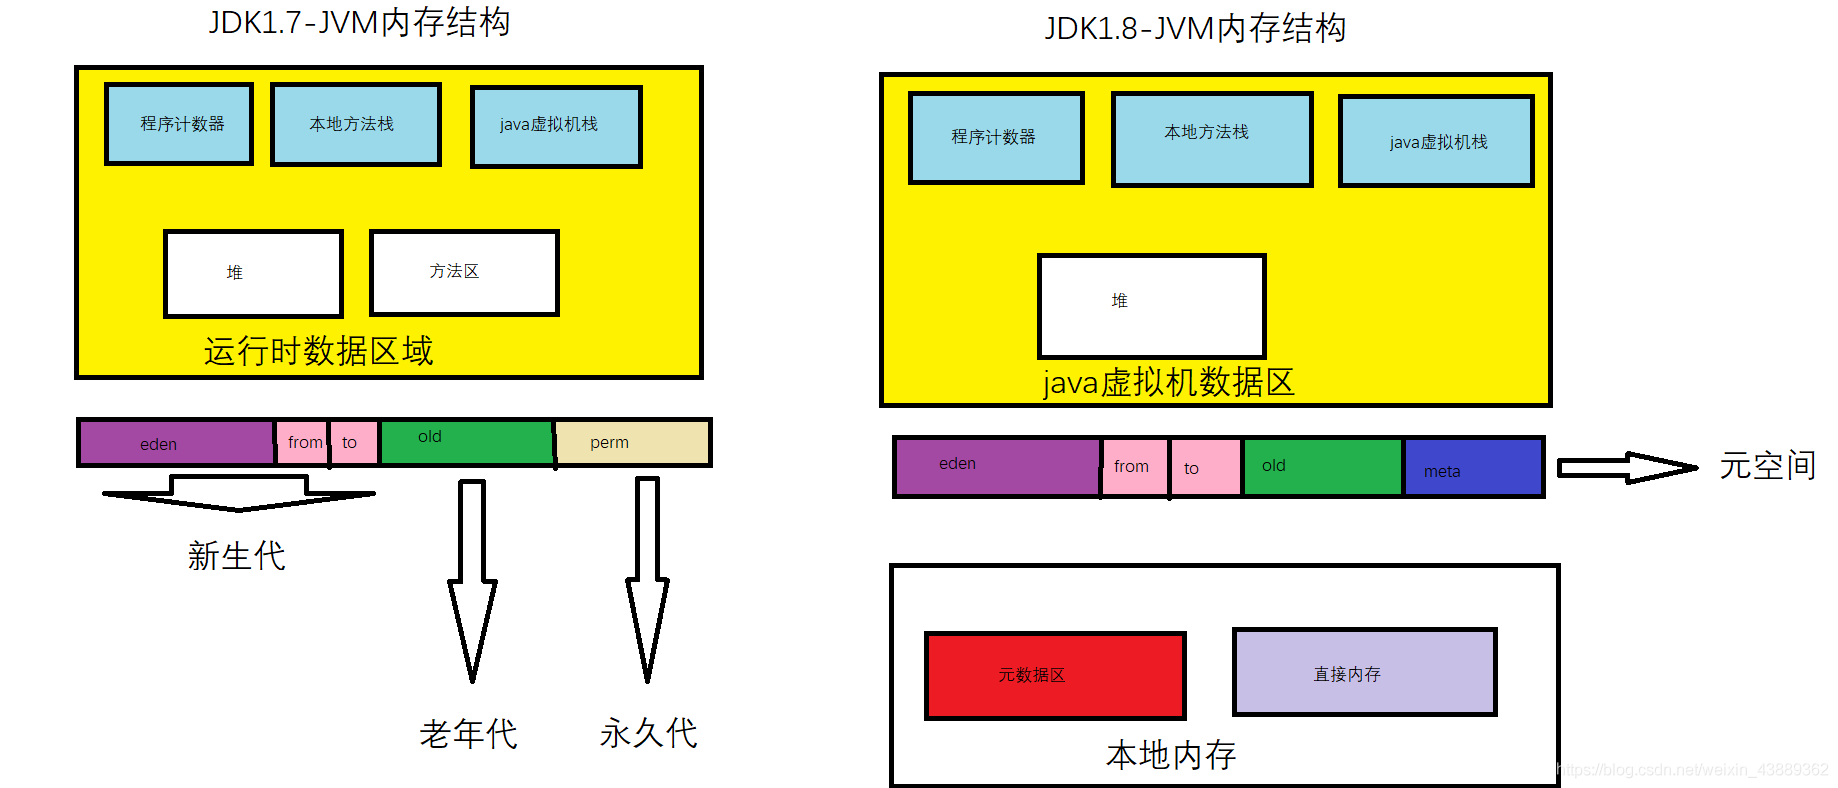 JDK1.7-JVM内存结构
程序计数器
本地方法栈
java虚拟机栈
堆
方法区
运行时数据区域
eden
from
to
old
perm
新生代
老年代
永久代
JDK1.8-JVM内存结构
程序计数器
本地方法栈
java虚拟机栈
堆
java虚拟机数据区
eden
from
to
old
meta
元空间
元数据区
直接内存
本地内存
https://blog.csdn.net/weixin_43889362